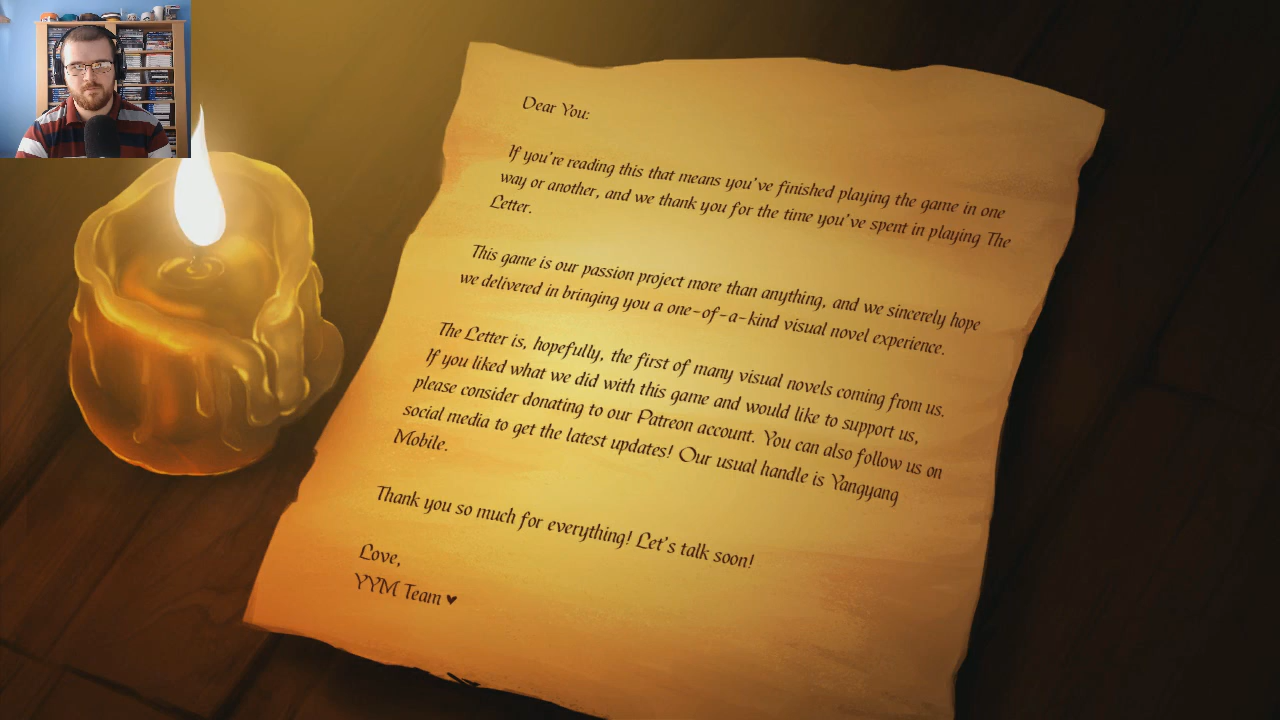 Dear You:
If you're reading this that means you've finished playing the game in one
way or another, and we thank you for the time you've spent in playing The
Letter.
This game is our passion project more than anything, and we sincerely hope
we delivered in bringing you a one-of-a-kind visual novel experience.
The Letter is, hopefully, the first of many visual novels coming from us.
If you liked what we did with this game and would like to support us,
please consider donating to our Patreon account. You can also follow us on
social media to get the latest updates! Our usual handle is Yangyang
Mobile.
Thank you so much for everything! Let's talk soon!
Love,
YYM Team ♥